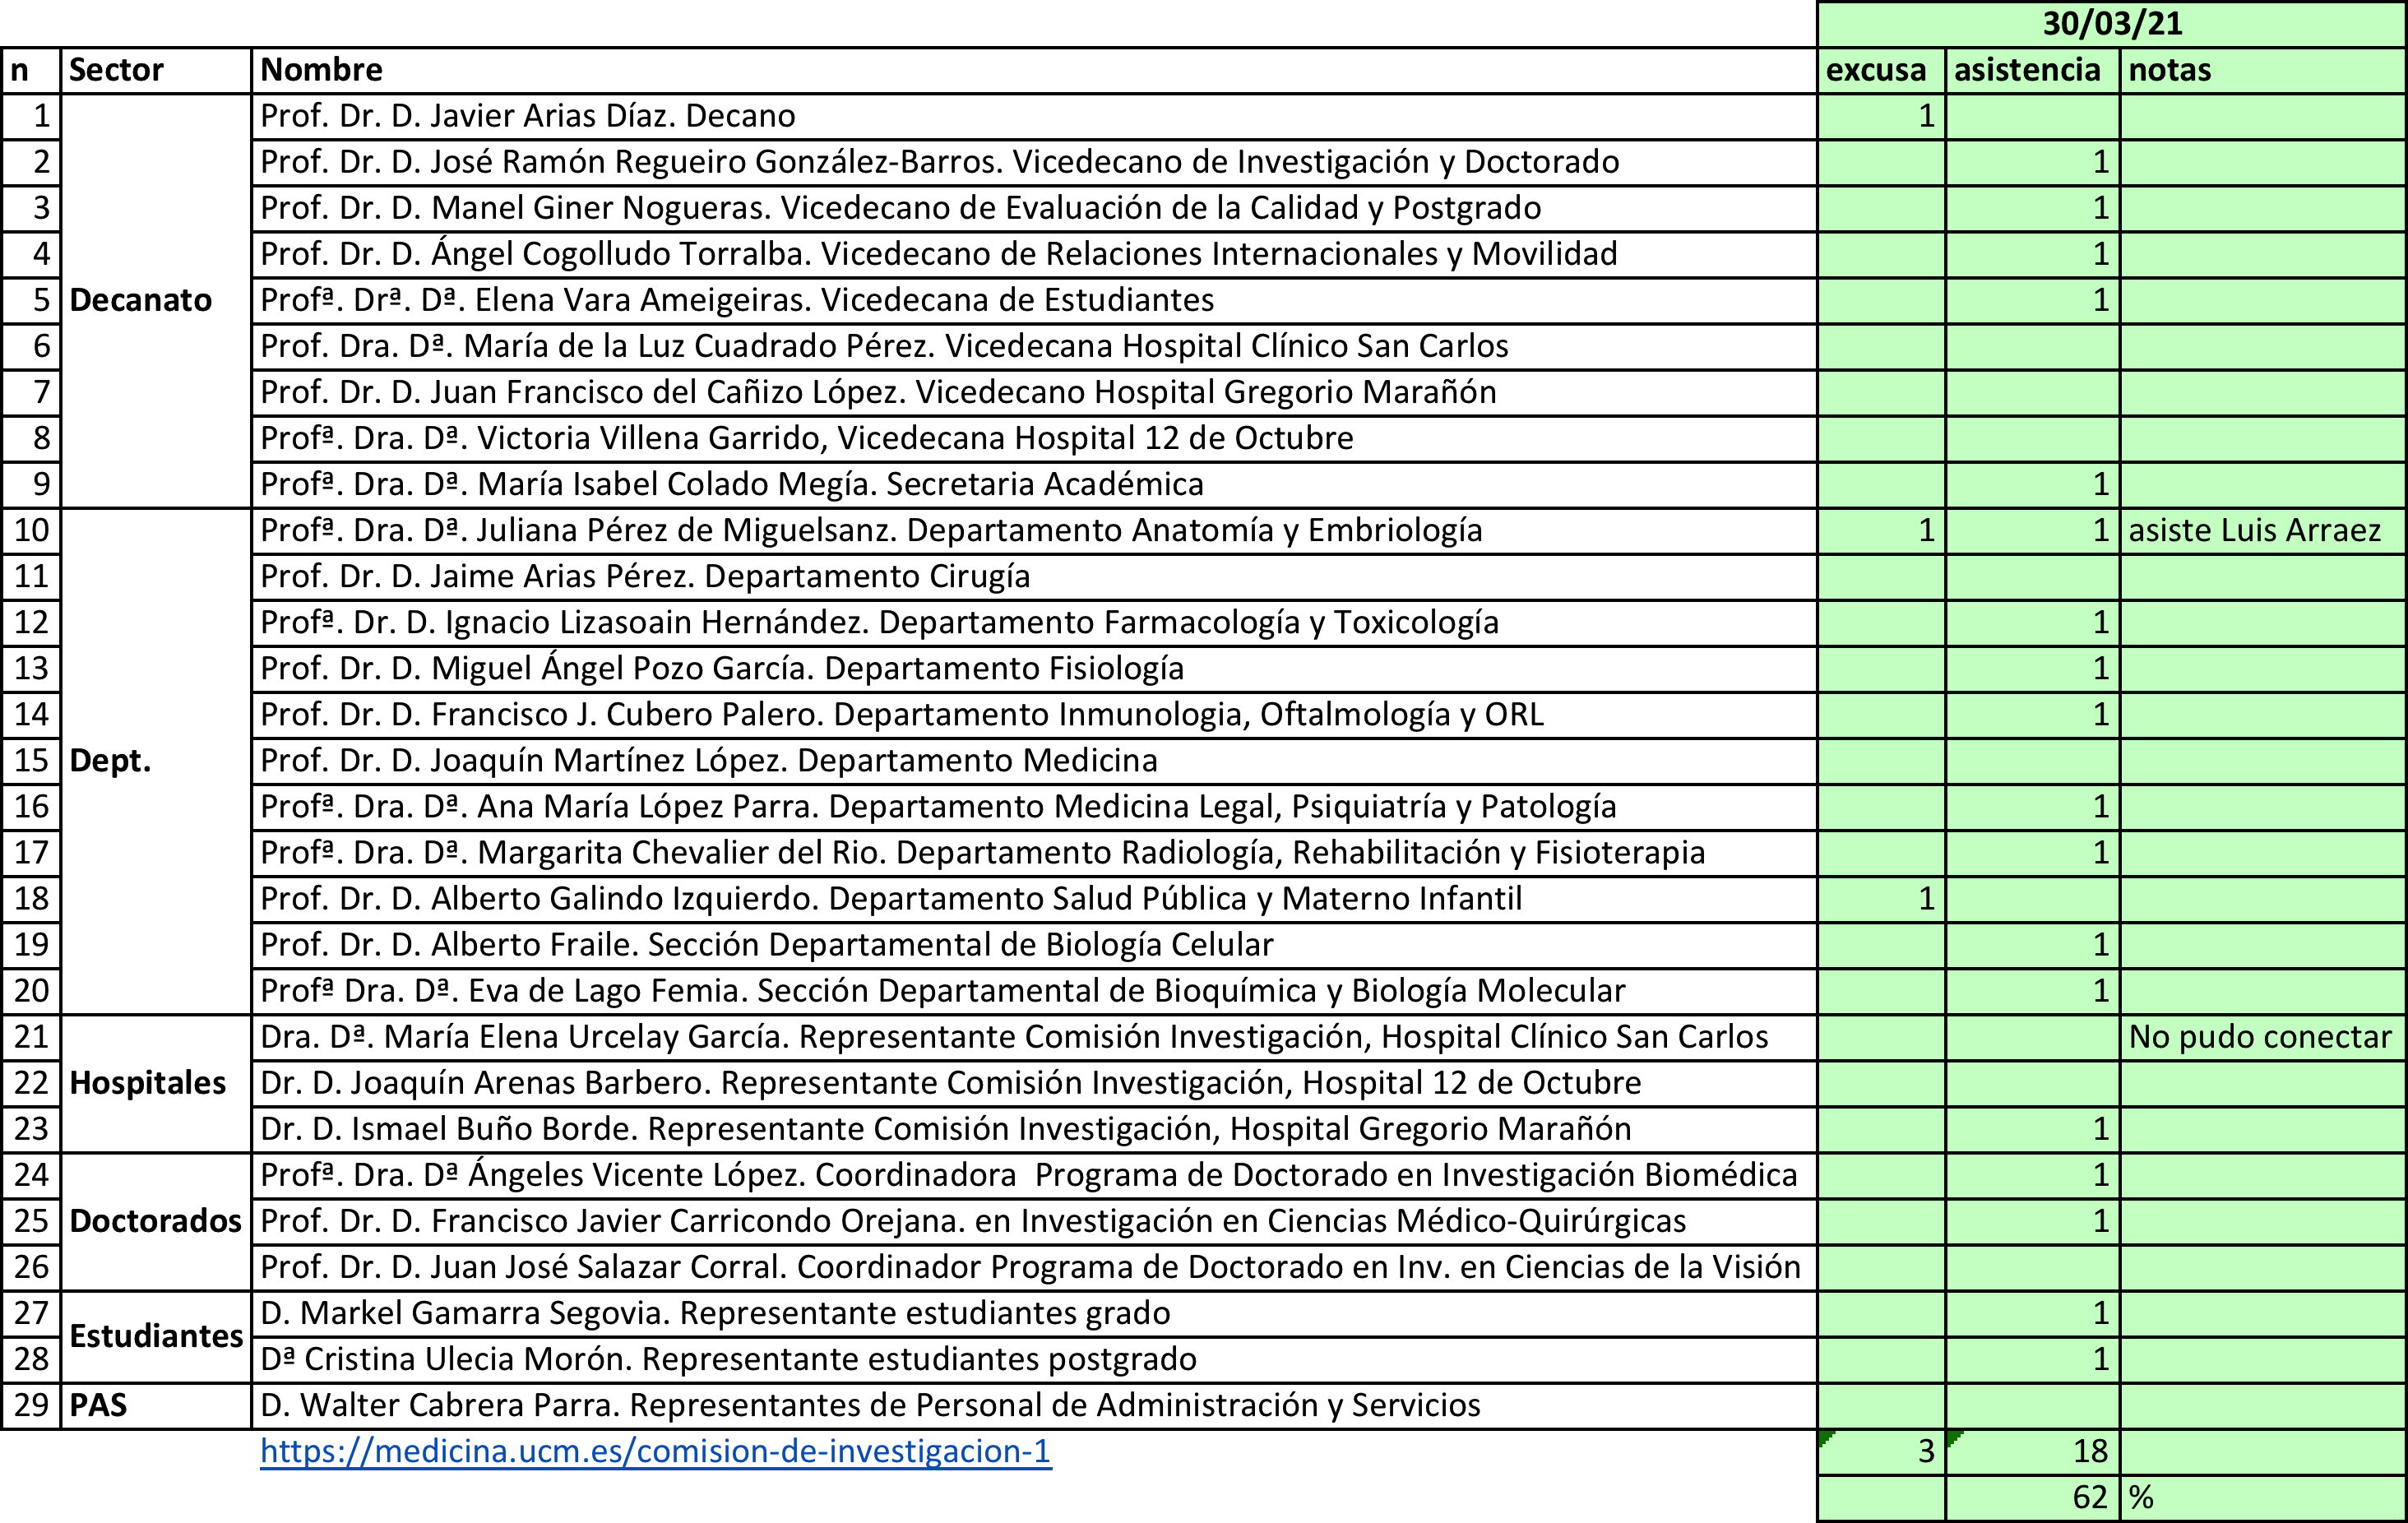 30/03/21
n Sector Nombre excusa asistencia notas
1 Prof. Dr. D. Javier Arias Díaz. Decano 1
2 Prof. Dr. D. José Ramón Regueiro González-Barros. Vicedecano de Investigación y Doctorado 1
3 Prof. Dr. D. Manel Giner Nogueras. Vicedecano de Evaluación de la Calidad y Postgrado 1
4 Prof. Dr. D. Ángel Cogolludo Torralba. Vicedecano de Relaciones Internacionales y Movilidad 1
5 Decanato Profª. Drª. Dª. Elena Vara Ameigeiras. Vicedecana de Estudiantes 1
6 Prof. Dra. Dª. María de la Luz Cuadrado Pérez. Vicedecana Hospital Clínico San Carlos
7 Prof. Dr. D. Juan Francisco del Cañizo López. Vicedecano Hospital Gregorio Marañón
8 Profª. Dra. Dª. Victoria Villena Garrido, Vicedecana Hospital 12 de Octubre
9 Profª. Dra. Dª. María Isabel Colado Megía. Secretaria Académica 1
10 Profª. Dra. Dª. Juliana Pérez de Miguelsanz. Departamento Anatomía y Embriología 1 1 asiste Luis Arraez
11 Prof. Dr. D. Jaime Arias Pérez. Departamento Cirugía
12 Profª. Dr. D. Ignacio Lizasoain Hernández. Departamento Farmacología y Toxicología 1
13 Prof. Dr. D. Miguel Ángel Pozo García. Departamento Fisiología 1
14 Prof. Dr. D. Francisco J. Cubero Palero. Departamento Inmunologia, Oftalmología y ORL 1
15 Dept. Prof. Dr. D. Joaquín Martínez López. Departamento Medicina
16 Profª. Dra. Dª. Ana María López Parra. Departamento Medicina Legal, Psiquiatría y Patología 1
17 Profª. Dra. Dª. Margarita Chevalier del Rio. Departamento Radiología, Rehabilitación y Fisioterapia 1
18 Prof. Dr. D. Alberto Galindo Izquierdo. Departamento Salud Pública y Materno Infantil 1
19 Prof. Dr. D. Alberto Fraile. Sección Departamental de Biología Celular 1
20 Profª Dra. Dª. Eva de Lago Femia. Sección Departamental de Bioquímica y Biología Molecular 1
21 Dra. Dª. María Elena Urcelay García. Representante Comisión Investigación, Hospital Clínico San Carlos No pudo conectar
22 Hospitales Dr. D. Joaquín Arenas Barbero. Representante Comisión Investigación, Hospital 12 de Octubre
23 Dr. D. Ismael Buño Borde. Representante Comisión Investigación, Hospital Gregorio Marañón 1
24 Profª. Dra. Dª Ángeles Vicente López. Coordinadora  Programa de Doctorado en Investigación Biomédica 1
25 Doctorados Prof. Dr. D. Francisco Javier Carricondo Orejana. en Investigación en Ciencias Médico-Quirúrgicas 1
26 Prof. Dr. D. Juan José Salazar Corral. Coordinador Programa de Doctorado en Inv. en Ciencias de la Visión
27 Estudiantes D. Markel Gamarra Segovia. Representante estudiantes grado 1
28 Dª Cristina Ulecia Morón. Representante estudiantes postgrado 1
29 PAS D. Walter Cabrera Parra. Representantes de Personal de Administración y Servicios
https://medicina.ucm.es/comision-de-investigacion-1 3 18
62 %